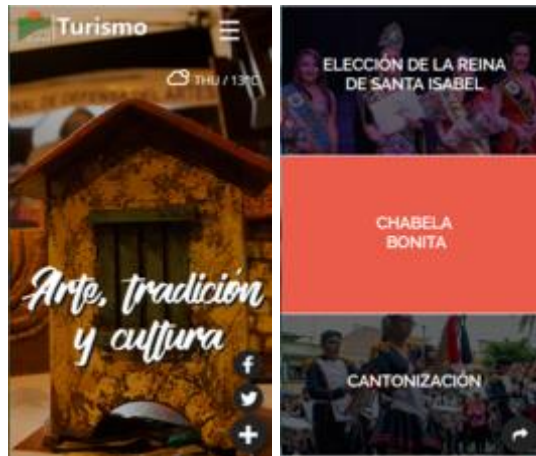 Turismo
THU / 13°C
Arte, tradición
y cultura
ELECCIÓN DE LA REINA
DE SANTA ISABEL
CHABELA
BONITA
CANTONIZACIÓN